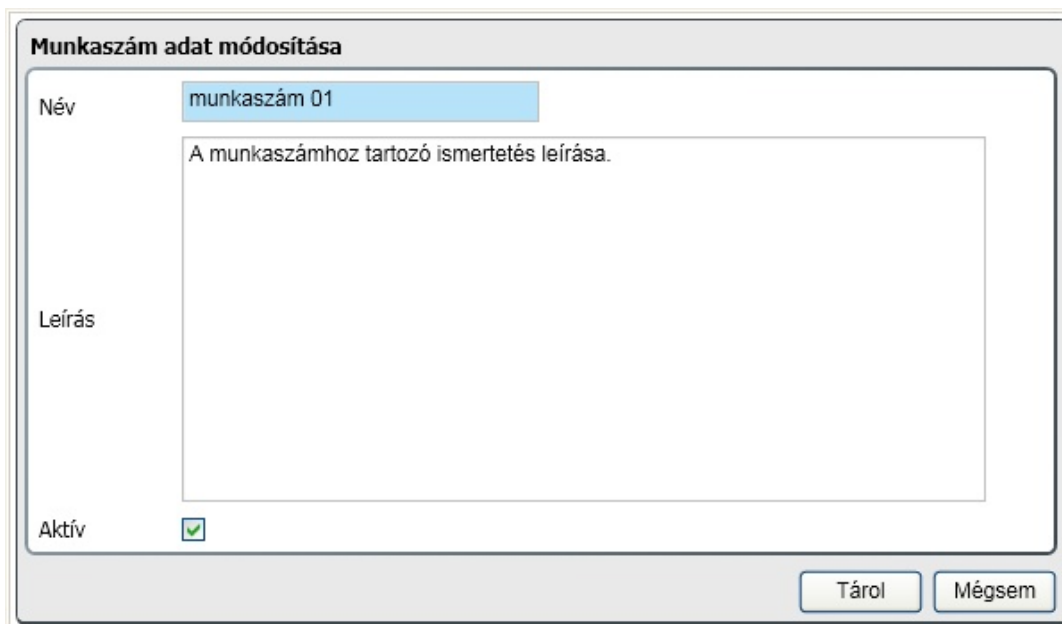 Munkaszám adat módosítása
Név
munkaszám 01
A munkaszámhoz tartozó ismertetés leírása.
Leírás
Aktív
Tárol
Mégsem